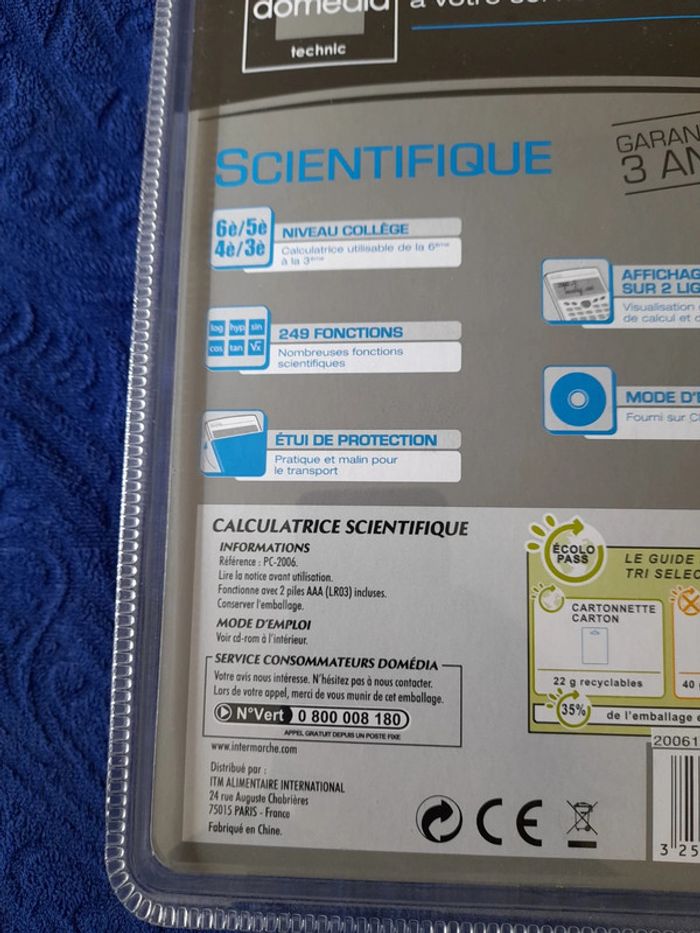 domedia
technic
à votre
SCIENTIFIQUE
GARAN
3 AN
6è/5è
4è/3è
NIVEAU COLLÈGE
Calculatrice utilisable de la 6ème
à la 3ème
AFFICHAG
SUR 2 LIG
Visualisation
de calcul et
log hyp sin
cos tan √x
249 FONCTIONS
Nombreuses fonctions
scientifiques
MODE D'E
Fourni sur C
ÉTUI DE PROTECTION
Pratique et malin pour
le transport
CALCULATRICE SCIENTIFIQUE
INFORMATIONS
Référence : PC-2006.
Lire la notice avant utilisation.
Fonctionne avec 2 piles AAA (LR03) incluses.
Conserver l'emballage.
MODE D'EMPLOI
Voir cd-rom à l'intérieur.
SERVICE CONSOMMATEURS DOMÉDIA
Votre avis nous intéresse. N'hésitez pas à nous contacter.
Lors de votre appel, merci de vous munir de cet emballage.
N°Vert 0 800 008 180
APPEL GRATUIT DEPUIS UN POSTE FIXE
www.intermarche.com
Distribué par :
ITM ALIMENTAIRE INTERNATIONAL
24 rue Auguste Chabrières
75015 PARIS - France
Fabriqué en Chine.
ÉCOLO
PASS
LE GUIDE
TRI SELEC
CARTONNETTE
CARTON
22 g recyclables
40
35%
de l'emballage
20061
CE
3 25